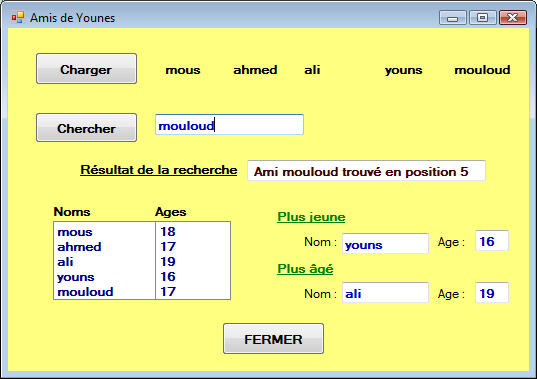 Amis de Younes
Charger mous ahmed ali youns mouloud
Chercher mouloud
Résultat de la recherche Ami mouloud trouvé en position 5
Noms Ages
mous 18
ahmed 17
ali 19
youns 16
mouloud 17
Plus jeune
Nom : youns Age : 16
Plus âgé
Nom : ali Age : 19
FERMER